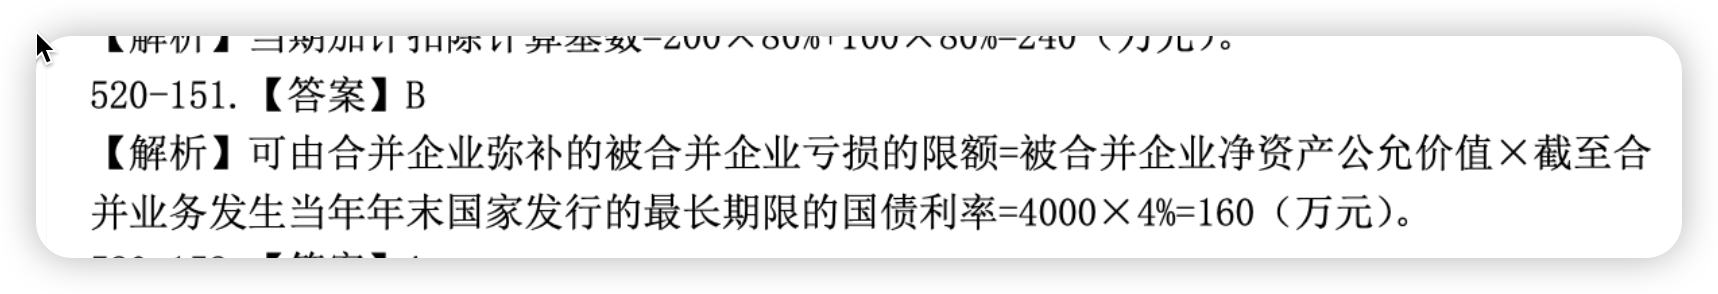 【解析】当期加计扣除计算基数=200×80%+100×80%=240（万元）。
520-151.【答案】B
【解析】可由合并企业弥补的被合并企业亏损的限额=被合并企业净资产公允价值×截至合
并业务发生当年年末国家发行的最长期限的国债利率=4000×4%=160（万元）。